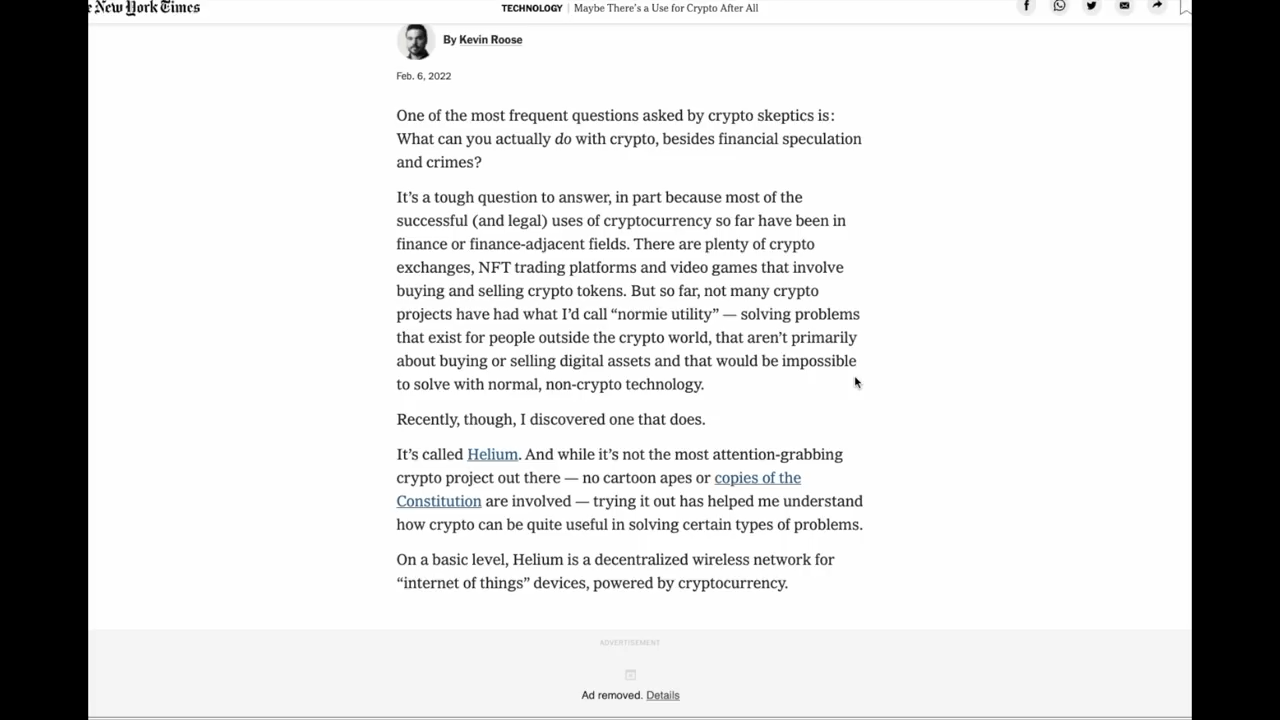 New York Times
TECHNOLOGY | Maybe There's a Use for Crypto After All
By Kevin Roose
Feb. 6, 2022
One of the most frequent questions asked by crypto skeptics is:
What can you actually do with crypto, besides financial speculation
and crimes?
It's a tough question to answer, in part because most of the
successful (and legal) uses of cryptocurrency so far have been in
finance or finance-adjacent fields. There are plenty of crypto
exchanges, NFT trading platforms and video games that involve
buying and selling crypto tokens. But so far, not many crypto
projects have had what I'd call “normie utility” — solving problems
that exist for people outside the crypto world, that aren't primarily
about buying or selling digital assets and that would be impossible
to solve with normal, non-crypto technology.
Recently, though, I discovered one that does.
It's called Helium. And while it's not the most attention-grabbing
crypto project out there — no cartoon apes or copies of the
Constitution are involved — trying it out has helped me understand
how crypto can be quite useful in solving certain types of problems.
On a basic level, Helium is a decentralized wireless network for
“internet of things” devices, powered by cryptocurrency.
ADVERTISEMENT
Ad removed. Details